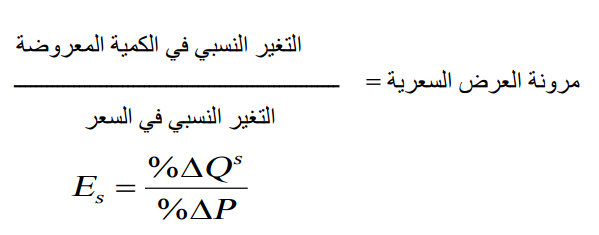 التغير النسبي في الكمية المعروضة
مرونة العرض السعرية =
التغير النسبي في السعر
E_s = %ΔQ^s / %ΔP